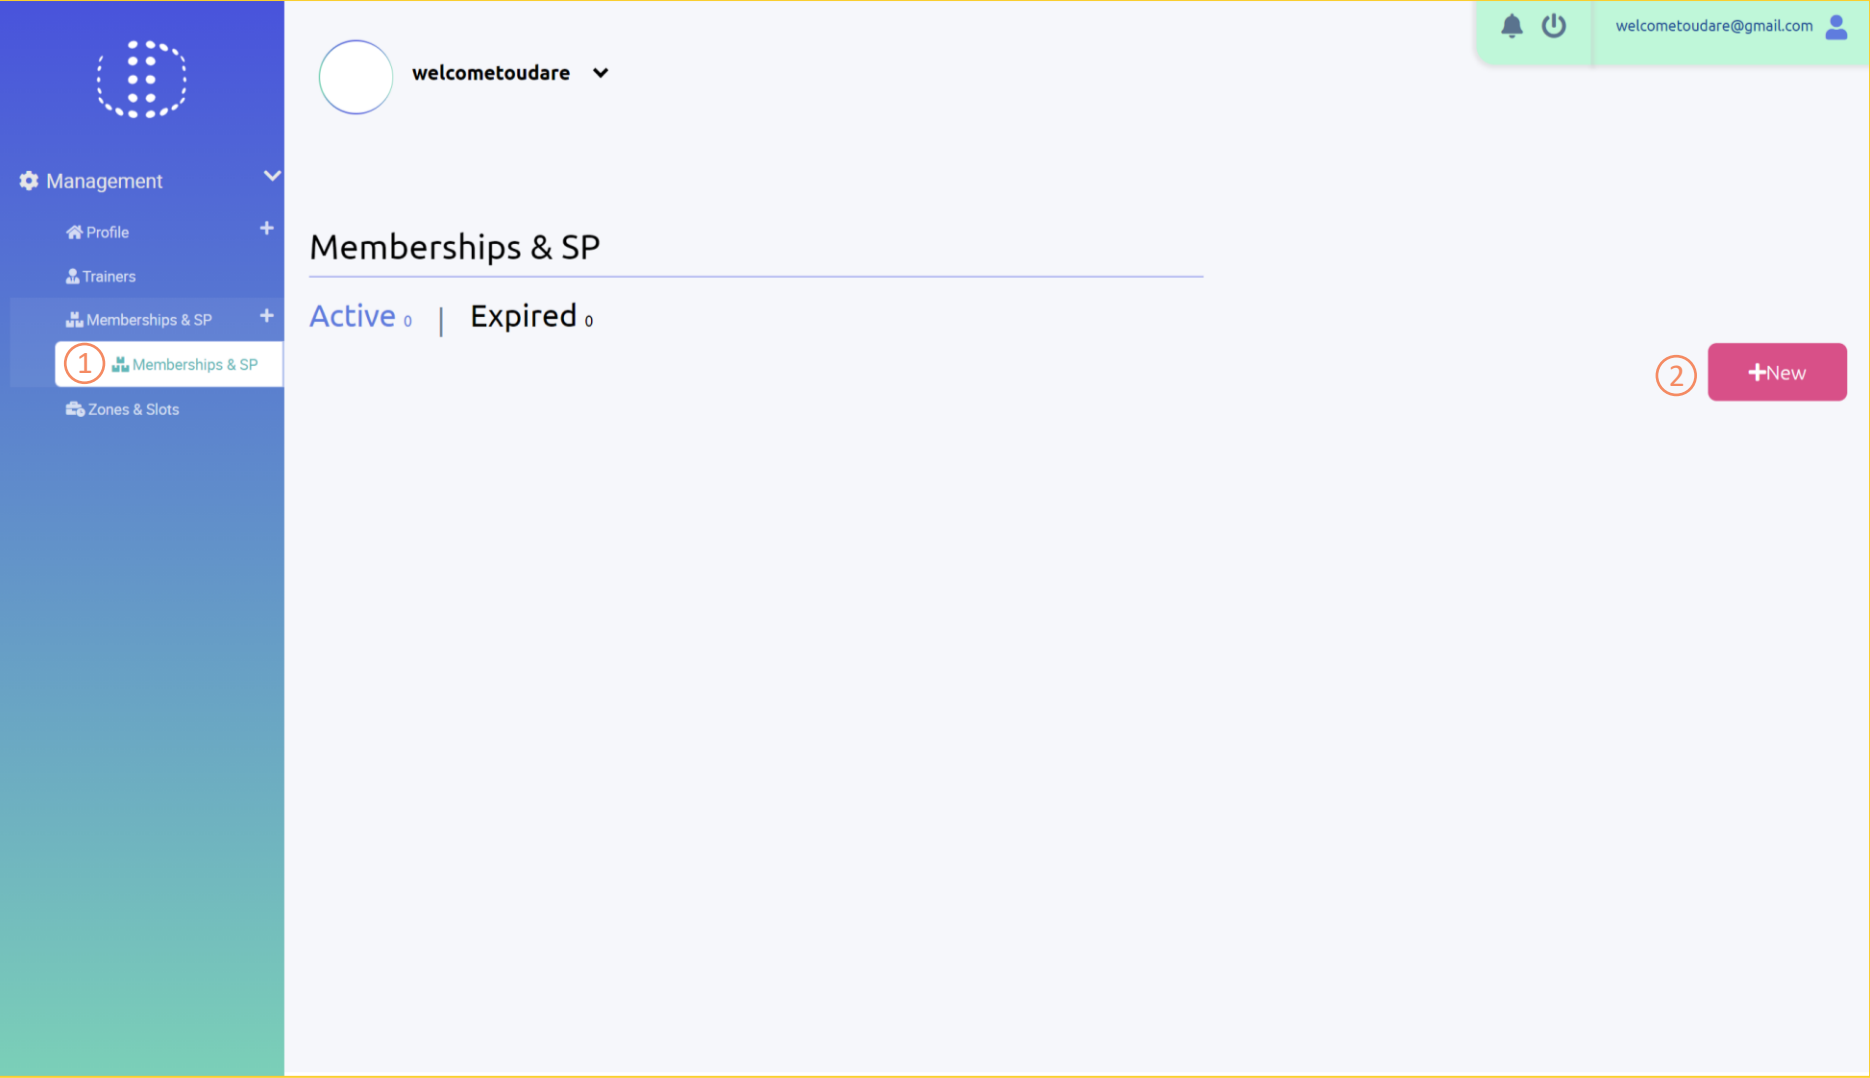 welcometoudare@gmail.com
welcometoudare
Management
Profile
Trainers
Memberships & SP
1 Memberships & SP
Zones & Slots
Memberships & SP
Active 0 | Expired 0
2 +New